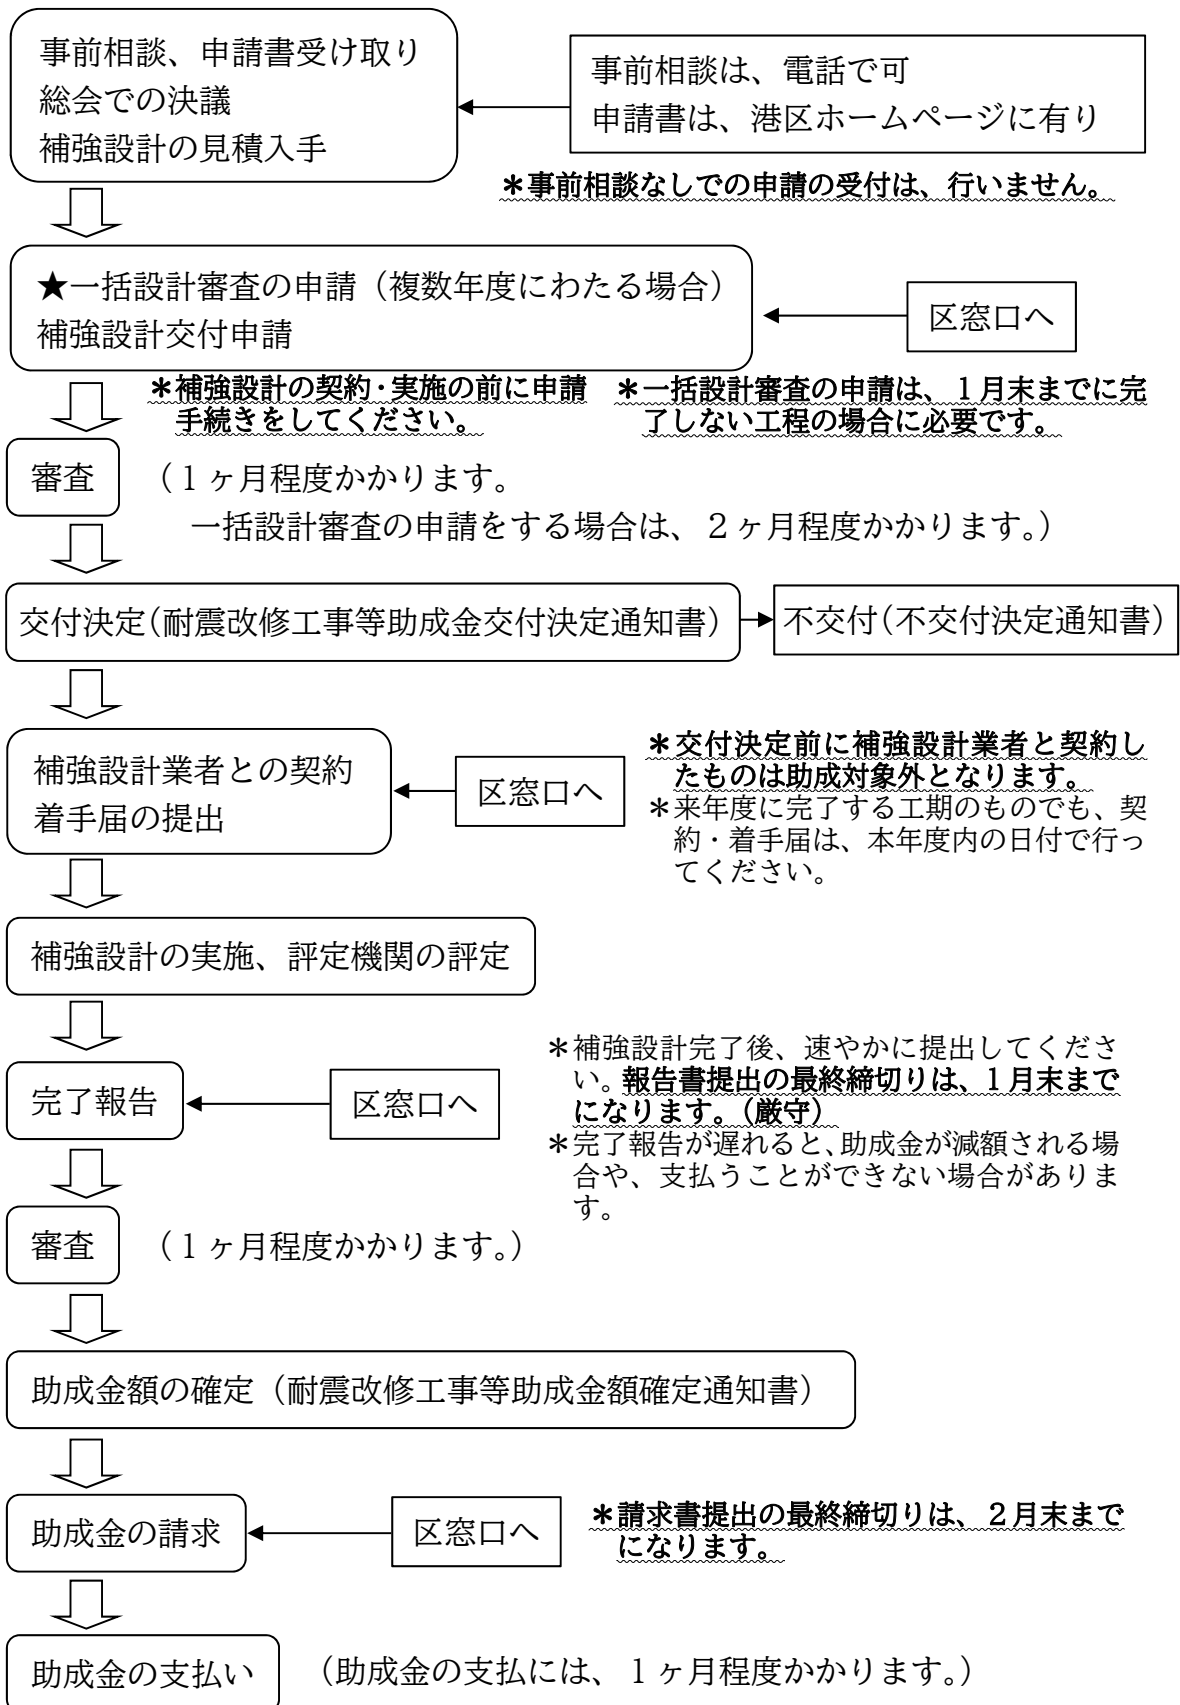 事前相談、申請書受け取り
総会での決議
補強設計の見積入手
事前相談は、電話で可
申請書は、港区ホームページに有り
＊事前相談なしでの申請の受付は、行いません。
★一括設計審査の申請（複数年度にわたる場合）
補強設計交付申請
区窓口へ
＊補強設計の契約・実施の前に申請
手続きをしてください。
＊一括設計審査の申請は、１月末までに完
了しない工程の場合に必要です。
審査
（１ヶ月程度かかります。
一括設計審査の申請をする場合は、２ヶ月程度かかります。）
交付決定（耐震改修工事等助成金交付決定通知書）
不交付（不交付決定通知書）
補強設計業者との契約
着手届の提出
区窓口へ
＊交付決定前に補強設計業者と契約し
たものは助成対象外となります。
＊来年度に完了する工期のものでも、契
約・着手届は、本年度内の日付で行っ
てください。
補強設計の実施、評定機関の評定
完了報告
区窓口へ
＊補強設計完了後、速やかに提出してくださ
い。報告書提出の最終締切りは、１月末まで
になります。（厳守）
＊完了報告が遅れると、助成金が減額される場
合や、支払うことができない場合がありま
す。
審査
（１ヶ月程度かかります。）
助成金額の確定（耐震改修工事等助成金額確定通知書）
助成金の請求
区窓口へ
＊請求書提出の最終締切りは、２月末まで
になります。
助成金の支払い
（助成金の支払には、１ヶ月程度かかります。）